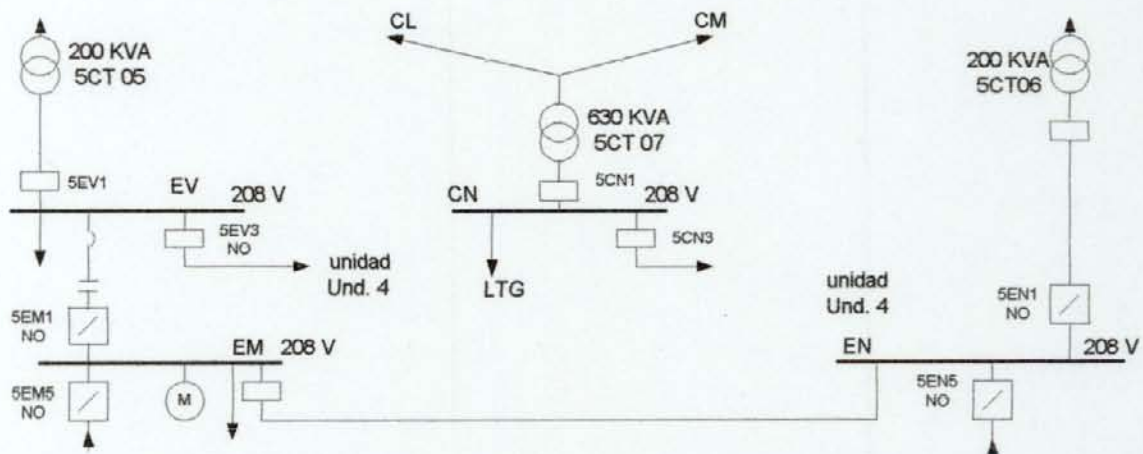 CL
CM
200 KVA
5CT 05
200 KVA
5CT06
630 KVA
5CT 07
5EV1
EV
208 V
CN
5CN1
208 V
5EV3
NO
5CN3
unidad
Und. 4
LTG
unidad
Und. 4
5EN1
NO
5EM1
NO
EM
208 V
EN
208 V
5EM5
NO
M
5EN5
NO